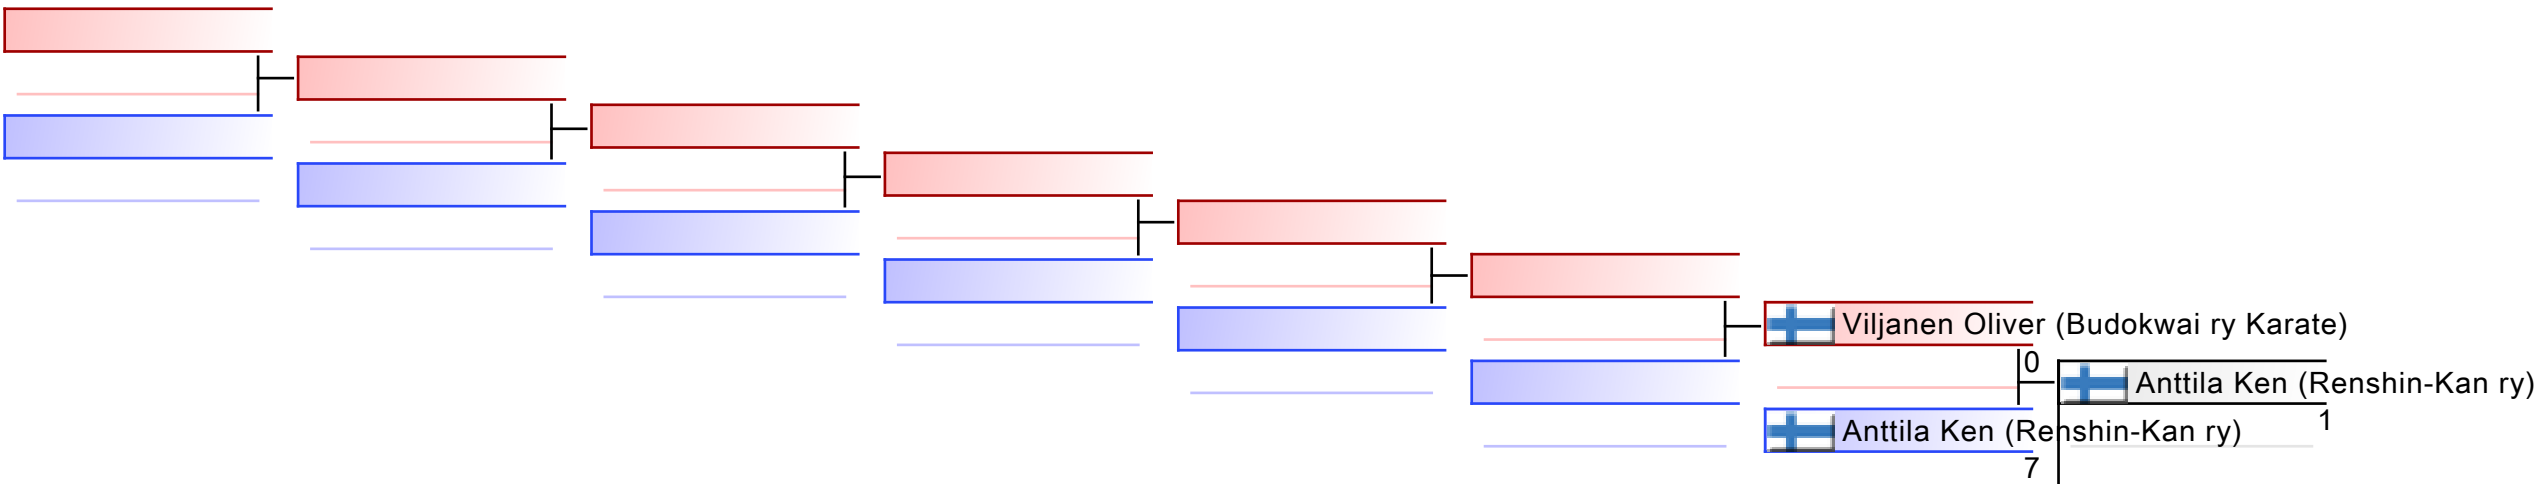 Viljanen Oliver (Budokwai ry Karate)
0
Anttila Ken (Renshin-Kan ry)
1
Anttila Ken (Renshin-Kan ry)
7